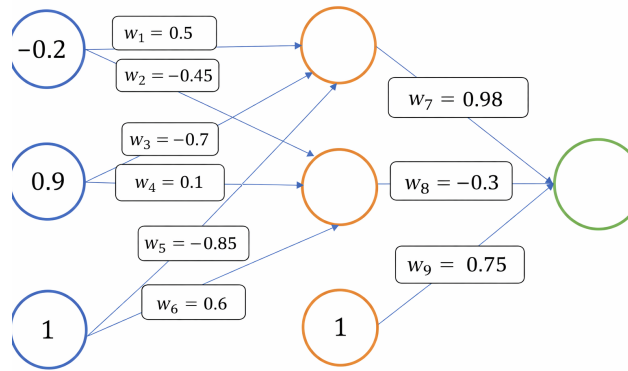 −0.2
w₁ = 0.5
w₂ = −0.45
w₇ = 0.98
w₃ = −0.7
0.9
w₄ = 0.1
w₈ = −0.3
w₅ = −0.85
w₉ = 0.75
w₆ = 0.6
1
1